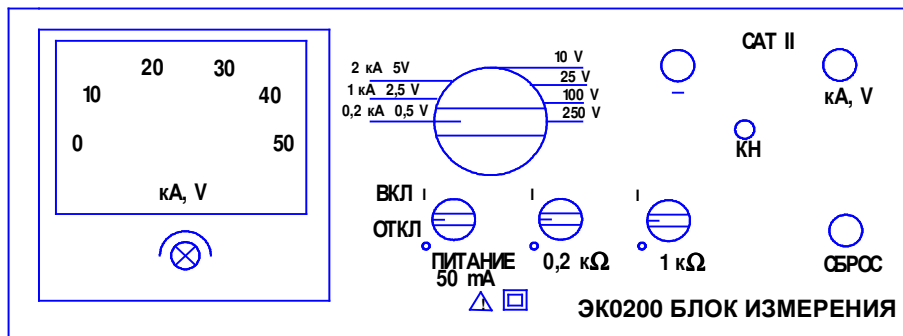 0 10 20 30 40 50
кА, V
2 кА 5V
1 кА 2,5 V
0,2 кА 0,5 V
10 V
25 V
100 V
250 V
CAT II
−
кА, V
КН
ВКЛ I I I
ОТКЛ
ПИТАНИЕ
50 mA
0,2 кΩ
1 кΩ
СБРОС
ЭК0200 БЛОК ИЗМЕРЕНИЯ